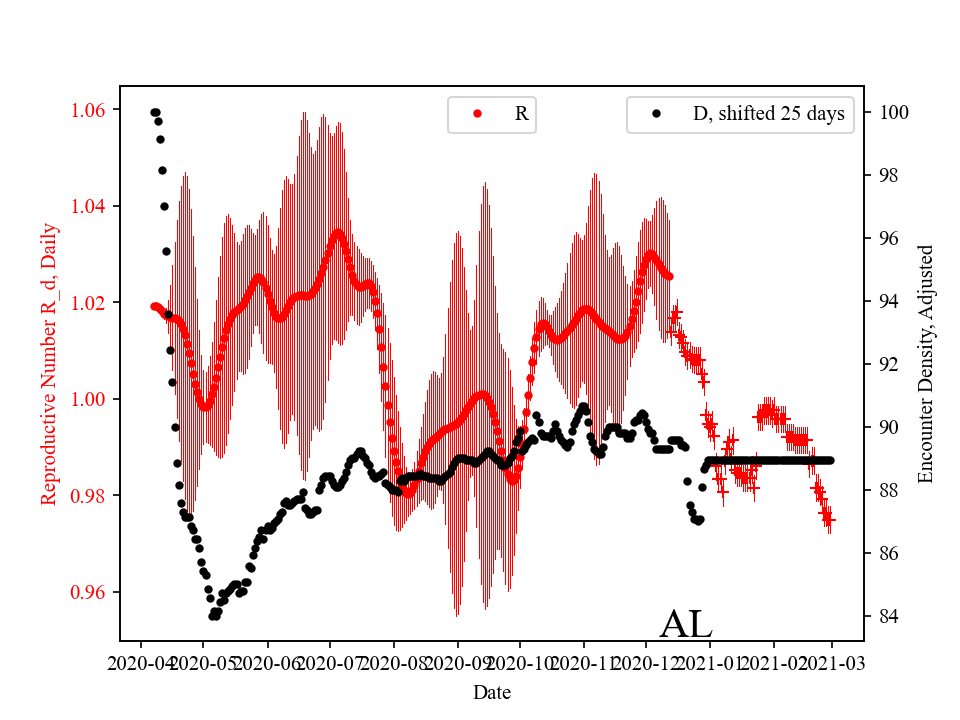 R
D, shifted 25 days
1.06
1.04
1.02
1.00
0.98
0.96
Reproductive Number R_d, Daily
100
98
96
94
92
90
88
86
84
Encounter Density, Adjusted
AL
2020-04 2020-05 2020-06 2020-07 2020-08 2020-09 2020-10 2020-11 2020-12 2021-01 2021-02 2021-03
Date